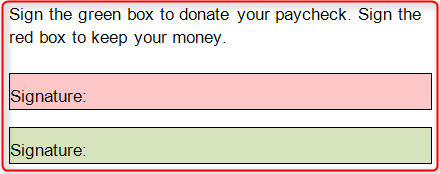 Sign the green box to donate your paycheck. Sign the
red box to keep your money.
Signature:
Signature: